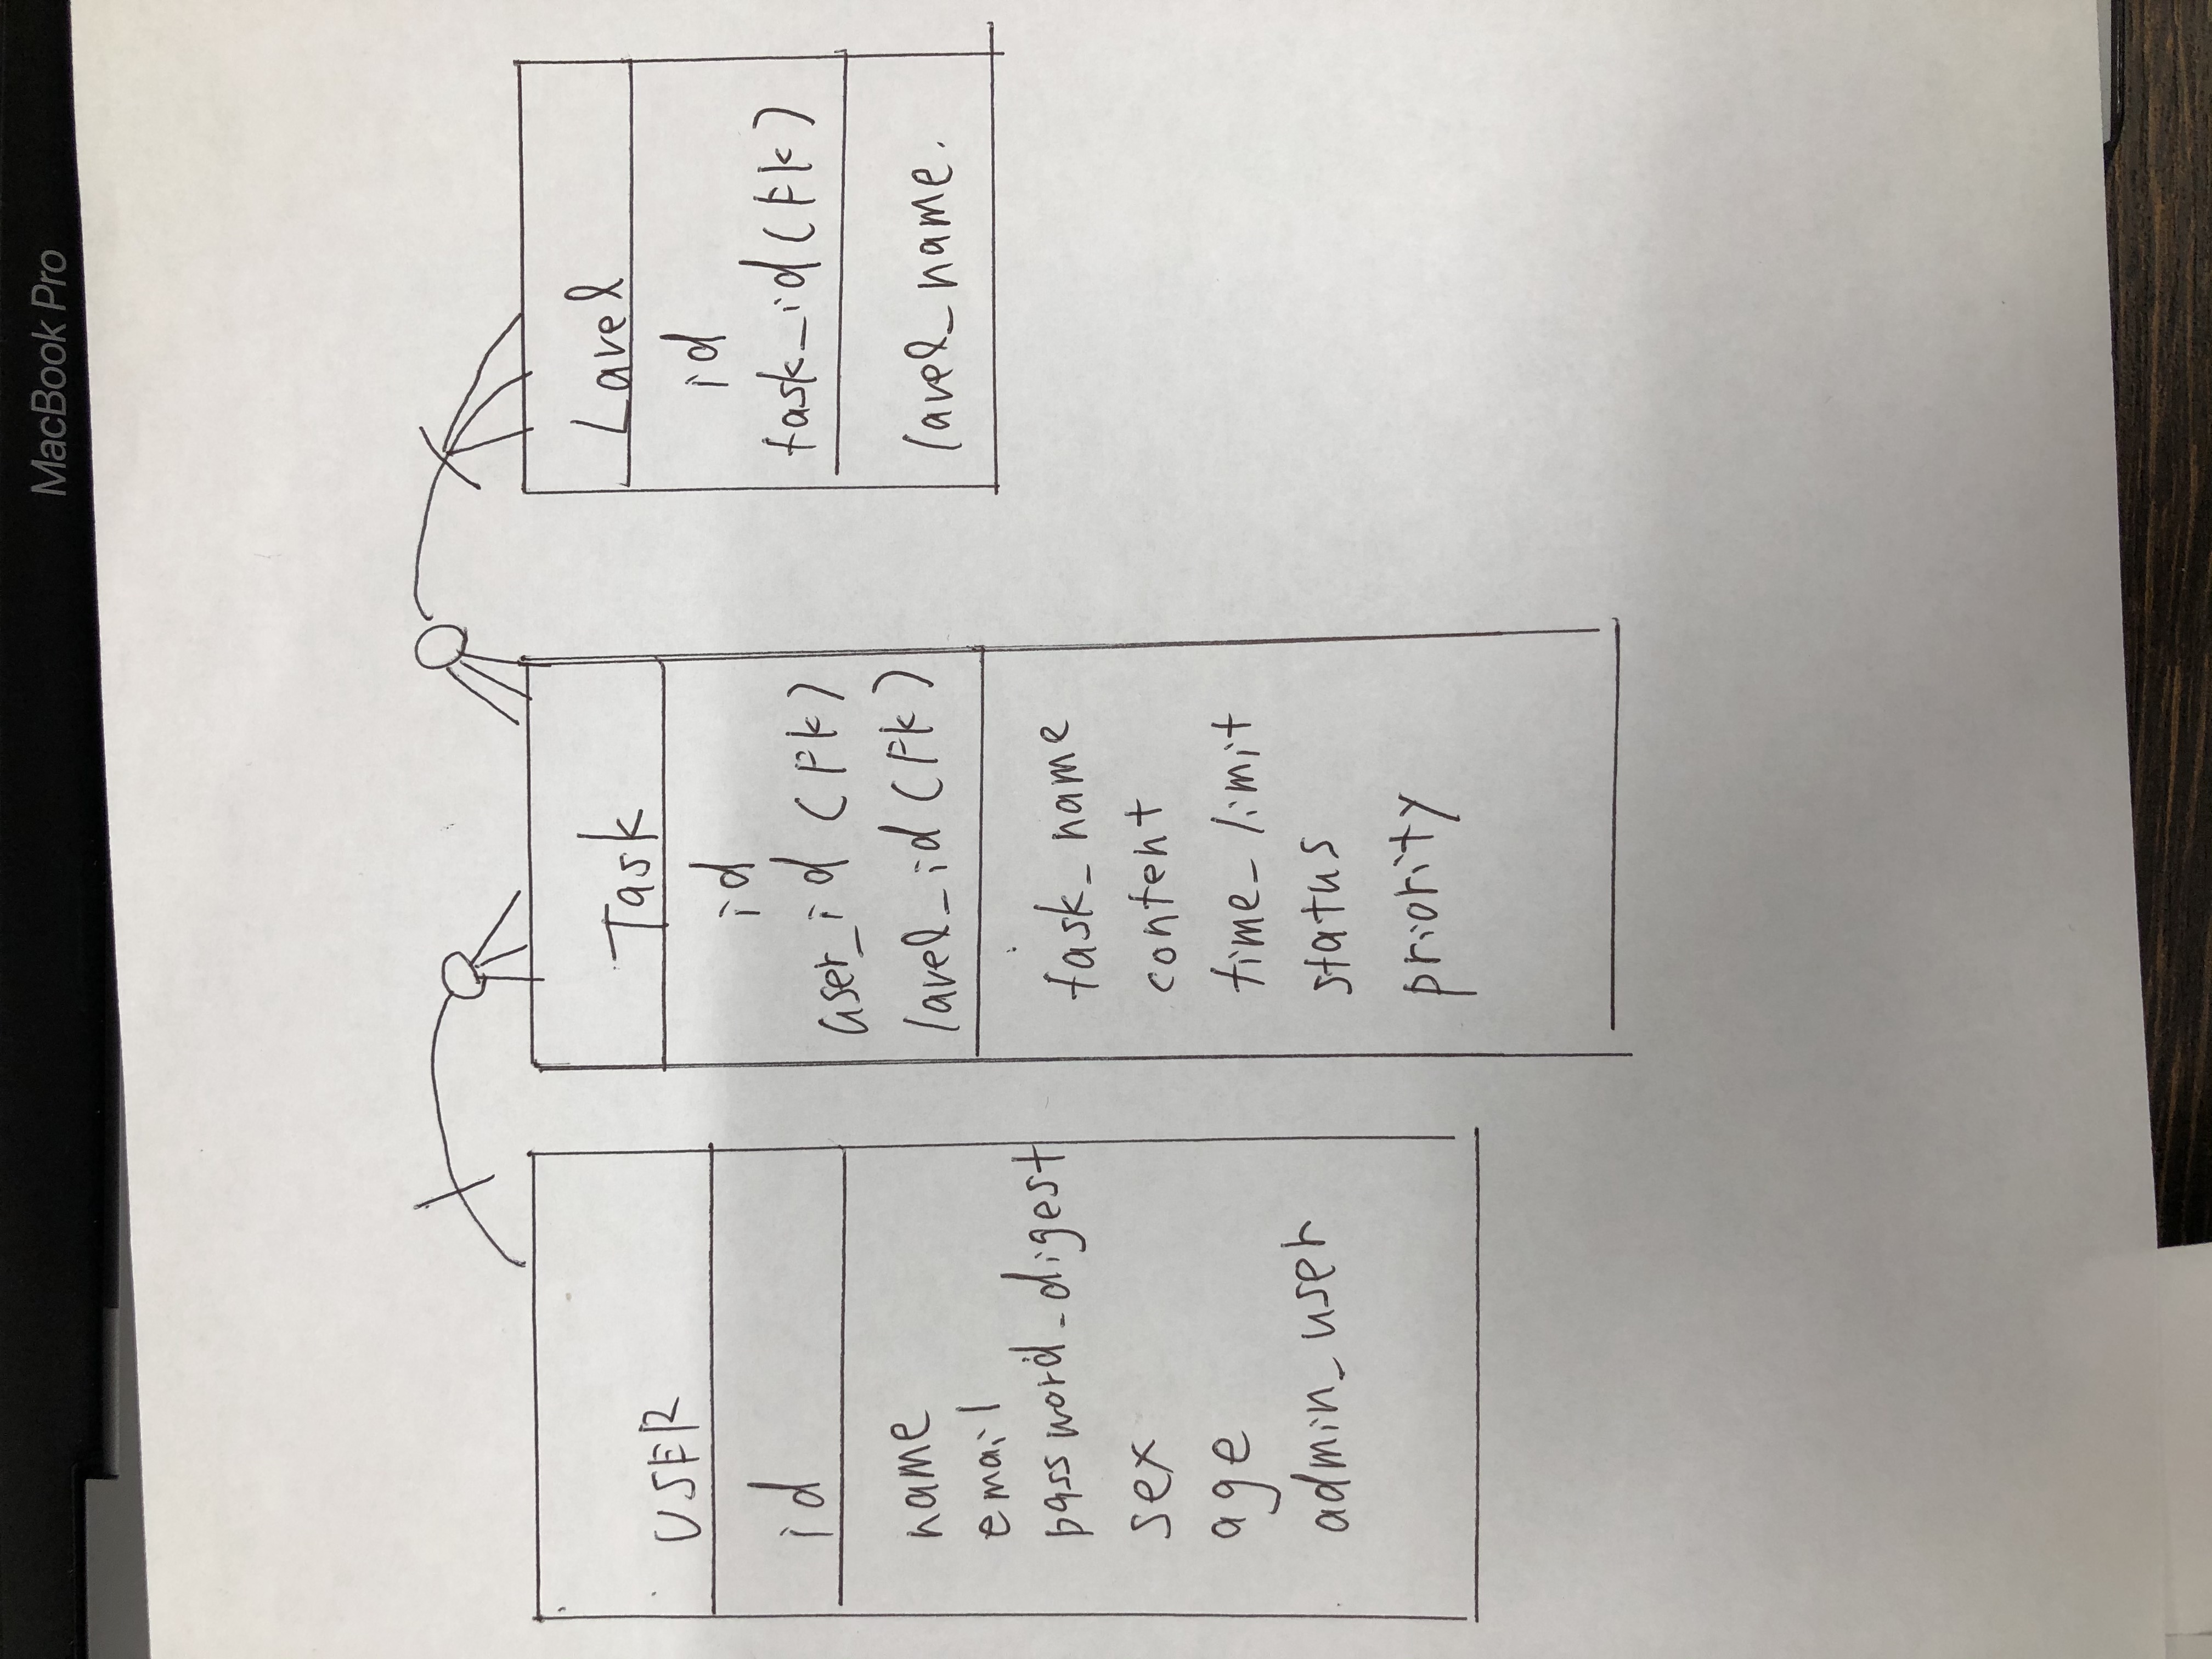 MacBook Pro
USER
id
name
email
password_digest
sex
age
admin_user
Task
id
user_id (FK)
lavel_id (FK)
task_name
content
time_limit
status
priority
Lavel
id
task_id (FK)
lavel_name.